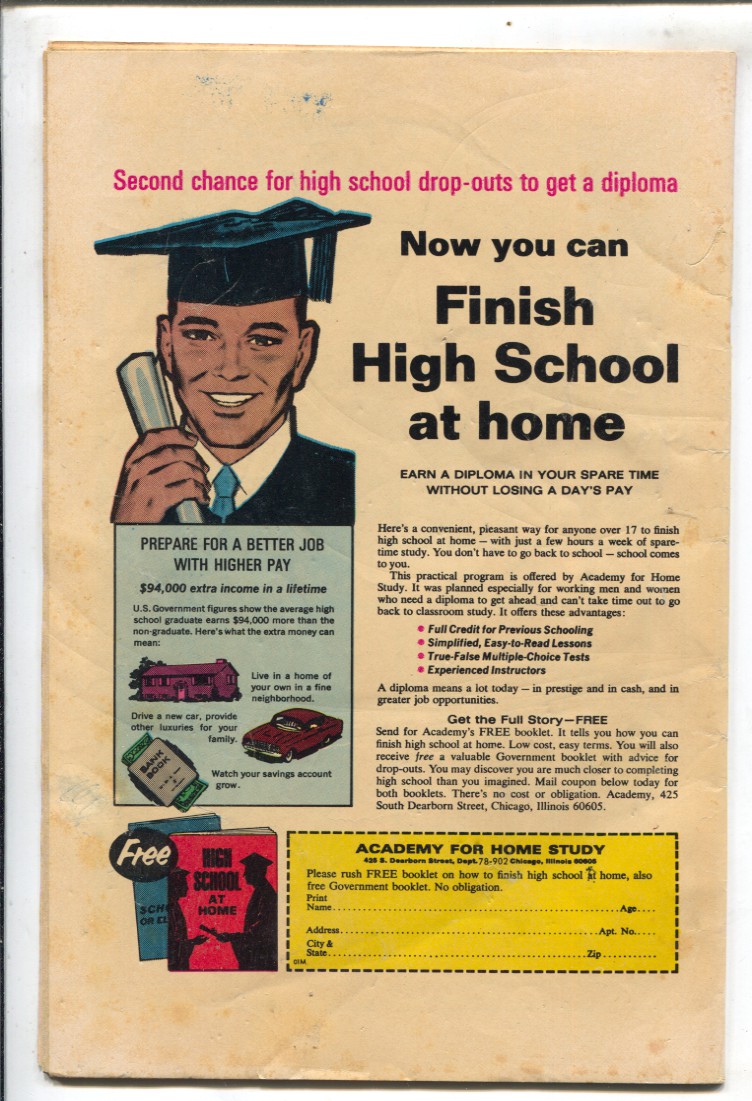 Second chance for high school drop-outs to get a diploma
Now you can
Finish
High School
at home
EARN A DIPLOMA IN YOUR SPARE TIME
WITHOUT LOSING A DAY'S PAY
Here's a convenient, pleasant way for anyone over 17 to finish
high school at home — with just a few hours a week of spare-
time study. You don't have to go back to school — school comes
to you.
This practical program is offered by Academy for Home
Study. It was planned especially for working men and women
who need a diploma to get ahead and can't take time out to go
back to classroom study. It offers these advantages:
• Full Credit for Previous Schooling
• Simplified, Easy-to-Read Lessons
• True-False Multiple-Choice Tests
• Experienced Instructors
A diploma means a lot today — in prestige and in cash, and in
greater job opportunities.
Get the Full Story—FREE
Send for Academy's FREE booklet. It tells you how you can
finish high school at home. Low cost, easy terms. You will also
receive free a valuable Government booklet with advice for
drop-outs. You may discover you are much closer to completing
high school than you imagined. Mail coupon below today for
both booklets. There's no cost or obligation. Academy, 425
South Dearborn Street, Chicago, Illinois 60605.
PREPARE FOR A BETTER JOB
WITH HIGHER PAY
$94,000 extra income in a lifetime
U.S. Government figures show the average high
school graduate earns $94,000 more than the
non-graduate. Here's what the extra money can
mean:
Live in a home of
your own in a fine
neighborhood.
Drive a new car, provide
other luxuries for your
family.
BANK
BOOK
Watch your savings account
grow.
Free
HIGH
SCHOOL
AT
HOME
SCHO
OR EL
ACADEMY FOR HOME STUDY
425 S. Dearborn Street, Dept. 78-902 Chicago, Illinois 60605
Please rush FREE booklet on how to finish high school at home, also
free Government booklet. No obligation.
Print
Name Age
Address Apt. No.
City &
State Zip
01M